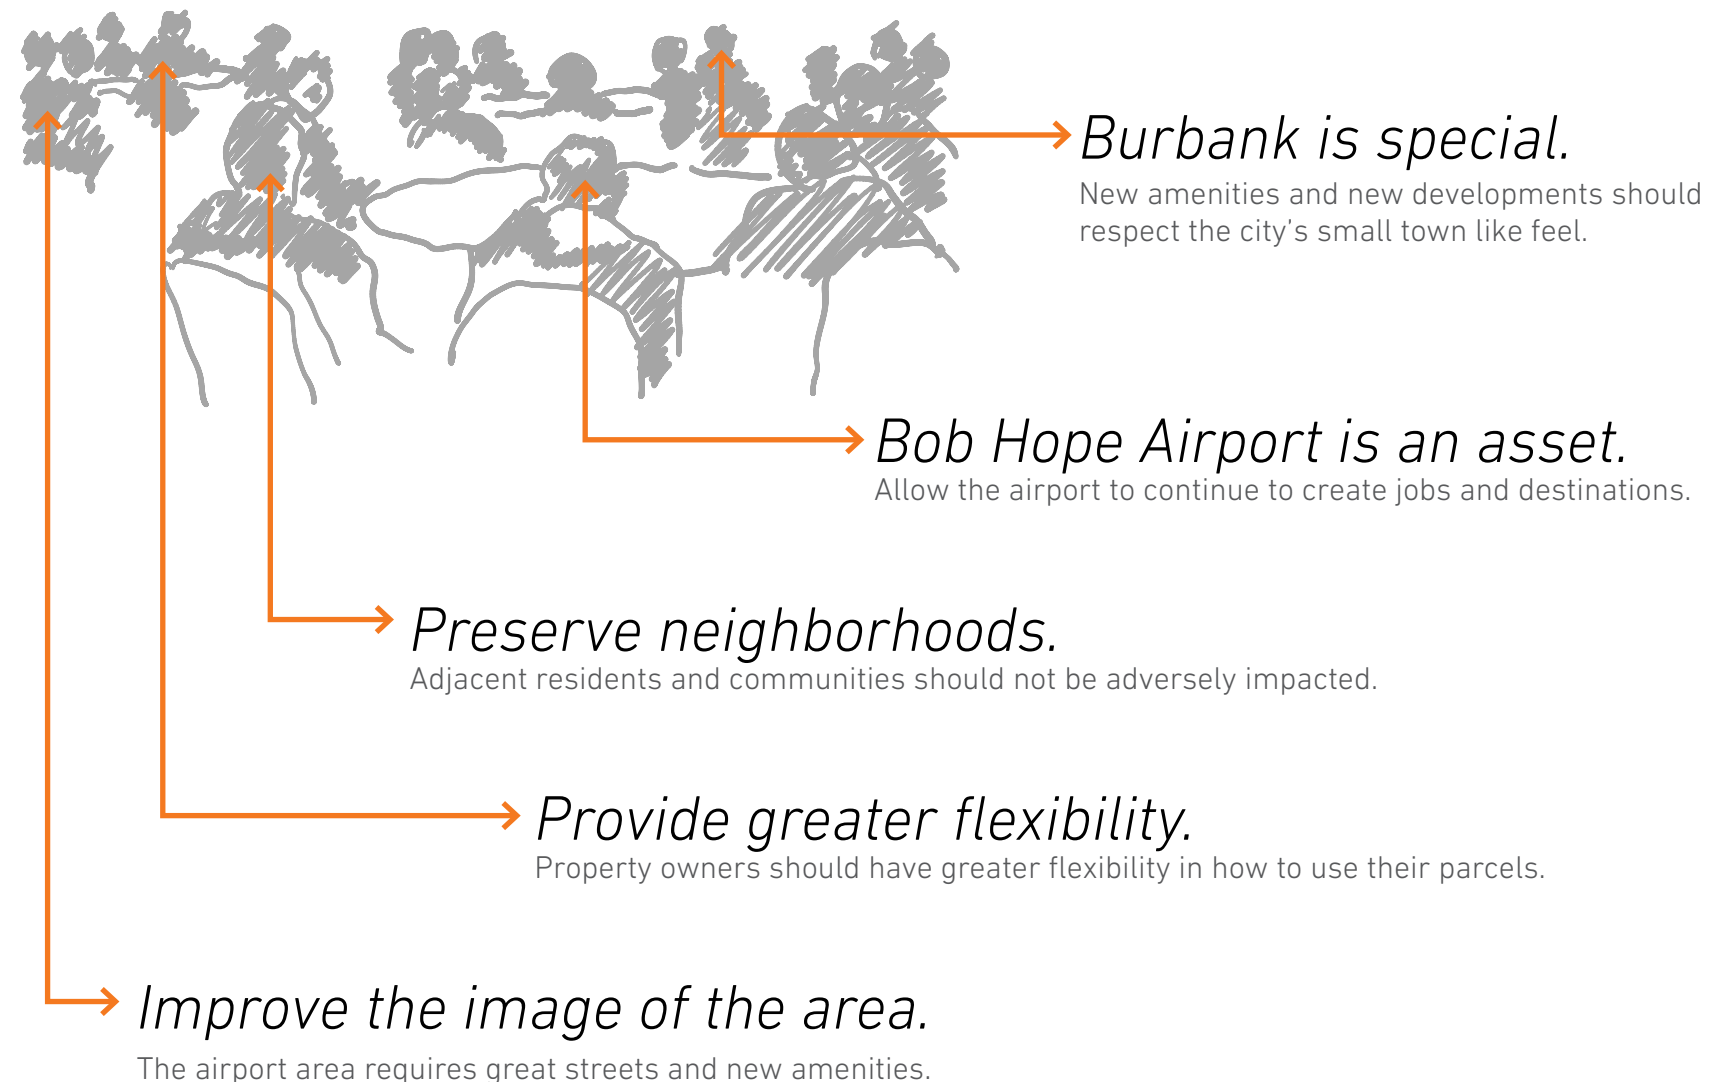 Burbank is special.
New amenities and new developments should
respect the city’s small town like feel.
Bob Hope Airport is an asset.
Allow the airport to continue to create jobs and destinations.
Preserve neighborhoods.
Adjacent residents and communities should not be adversely impacted.
Provide greater flexibility.
Property owners should have greater flexibility in how to use their parcels.
Improve the image of the area.
The airport area requires great streets and new amenities.